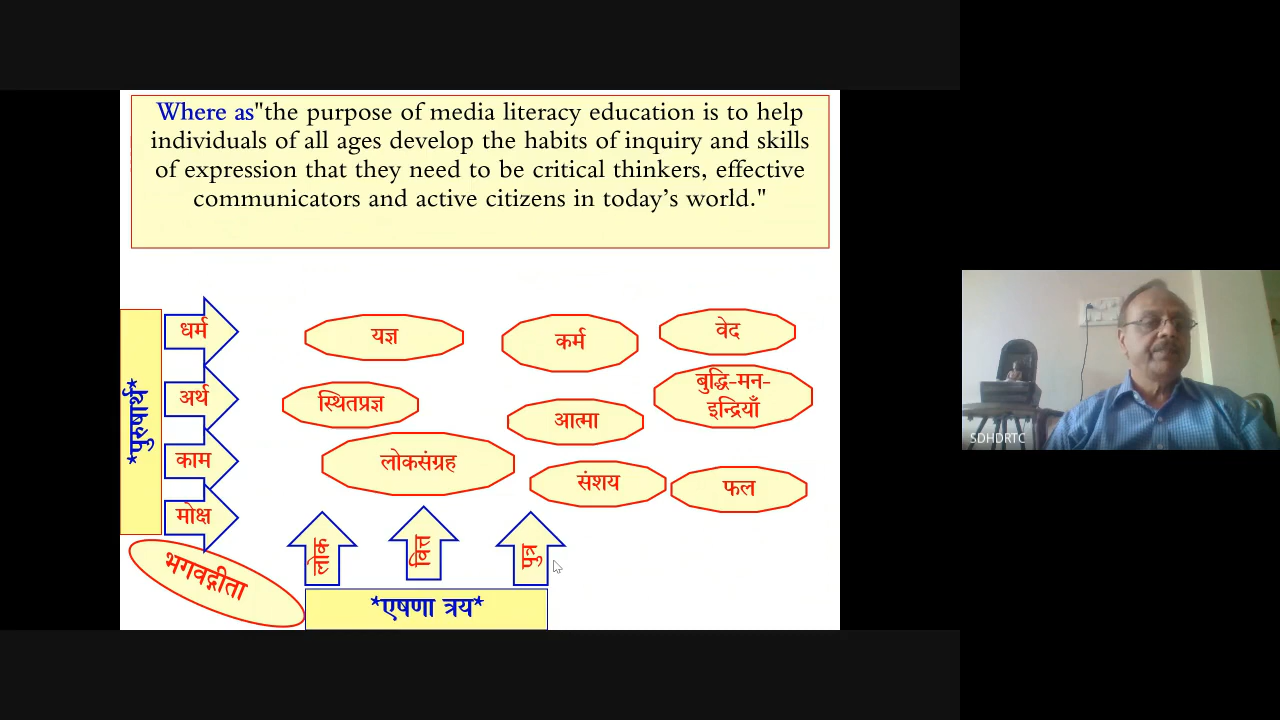 Where as"the purpose of media literacy education is to help
individuals of all ages develop the habits of inquiry and skills
of expression that they need to be critical thinkers, effective
communicators and active citizens in today’s world."
*पुरुषार्थ*
धर्म
अर्थ
काम
मोक्ष
यज्ञ
कर्म
वेद
स्थितप्रज्ञ
आत्मा
बुद्धि-मन-
इन्द्रियाँ
लोकसंग्रह
संशय
फल
लोक
वित्त
पुत्र
भगवद्गीता
*एषणा त्रय*
SDHDRTC